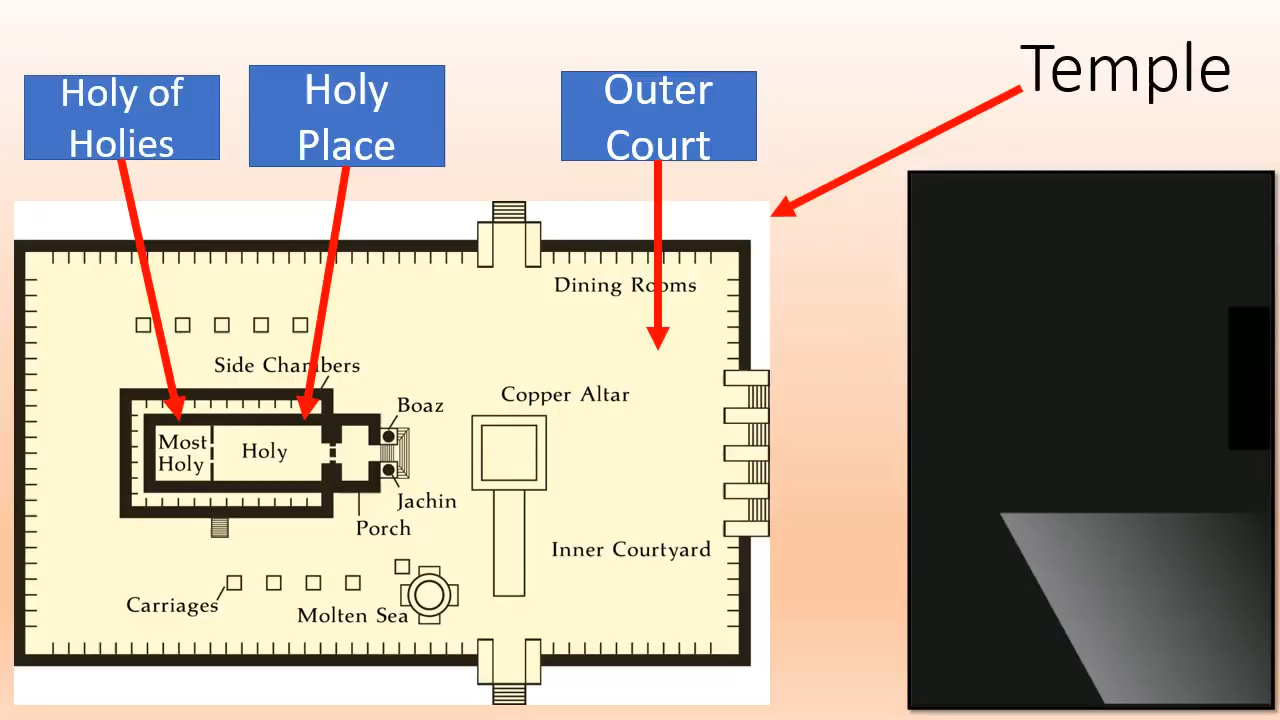 Temple
Holy of
Holies
Holy
Place
Outer
Court
Dining Rooms
Side Chambers
Copper Altar
Boaz
Most
Holy
Holy
Jachin
Porch
Inner Courtyard
Carriages
Molten Sea